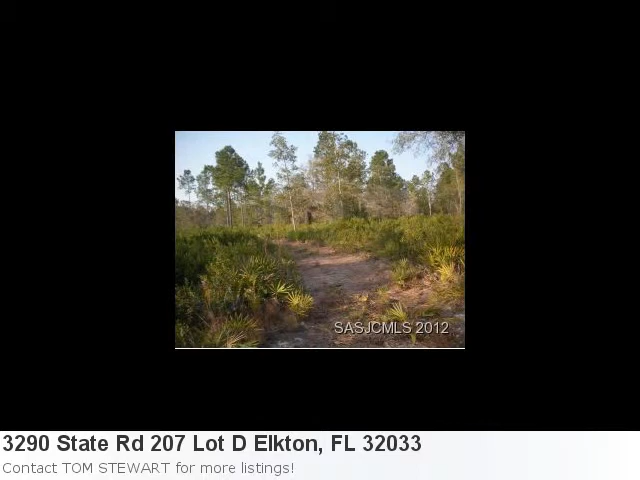 SASJCMLS 2012
3290 State Rd 207 Lot D Elkton, FL 32033
Contact TOM STEWART for more listings!